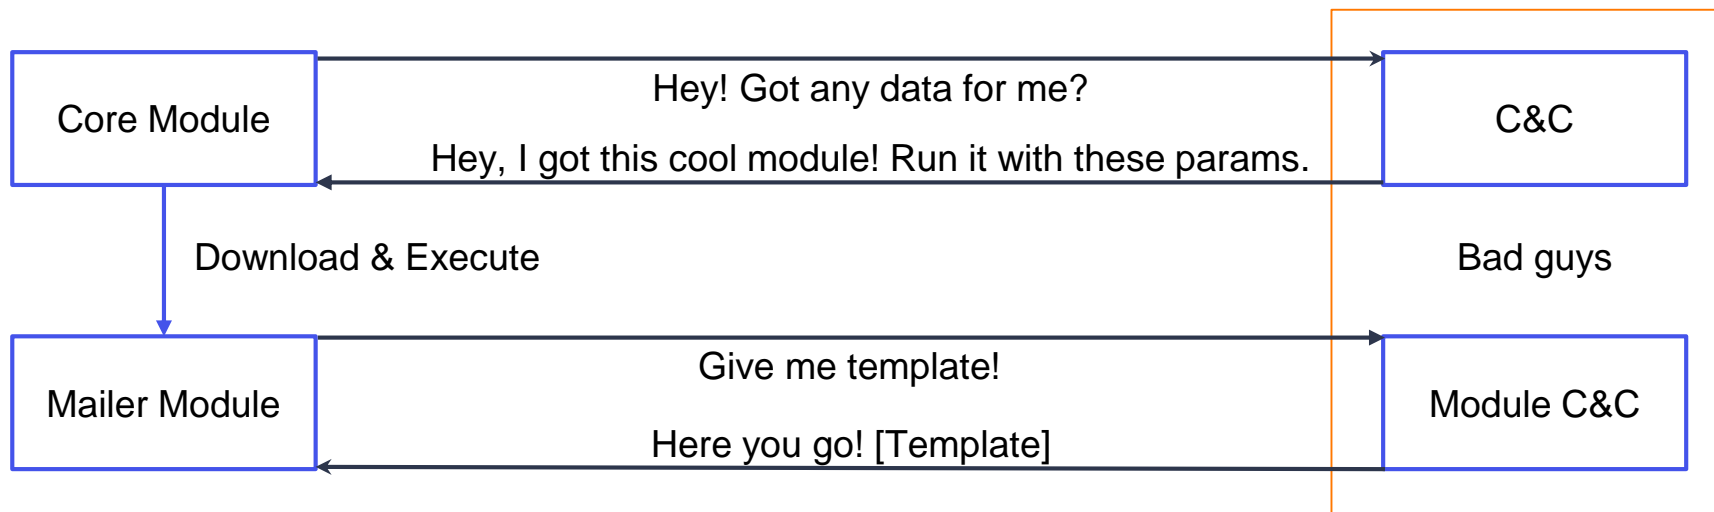 Core Module
Hey! Got any data for me?
C&C
Hey, I got this cool module! Run it with these params.
Download & Execute
Bad guys
Mailer Module
Give me template!
Module C&C
Here you go! [Template]